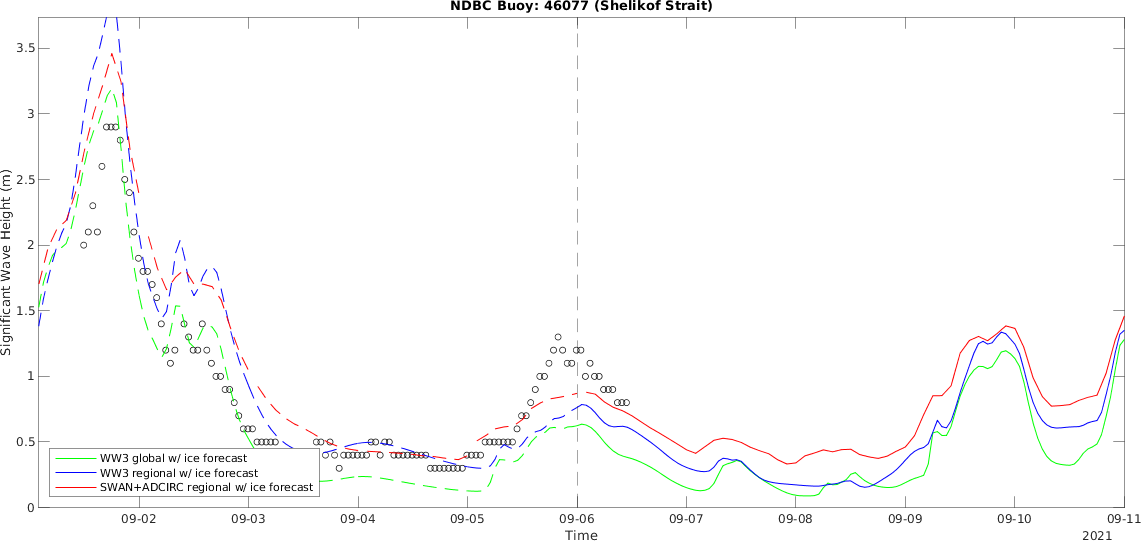 NDBC Buoy: 46077 (Shelikof Strait)
Significant Wave Height (m)
3.5
3
2.5
2
1.5
1
0.5
0
WW3 global w/ ice forecast
WW3 regional w/ ice forecast
SWAN+ADCIRC regional w/ ice forecast
09-02 09-03 09-04 09-05 09-06 09-07 09-08 09-09 09-10 09-11
Time
2021